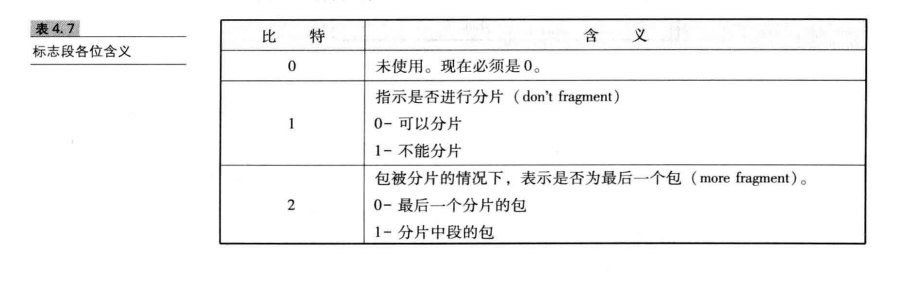 表 4.7
标志段各位含义
比 特 含 义
0 未使用。现在必须是 0。
指示是否进行分片（don't fragment）
1 0- 可以分片
1- 不能分片
包被分片的情况下，表示是否为最后一个包（more fragment）。
2 0- 最后一个分片的包
1- 分片中段的包